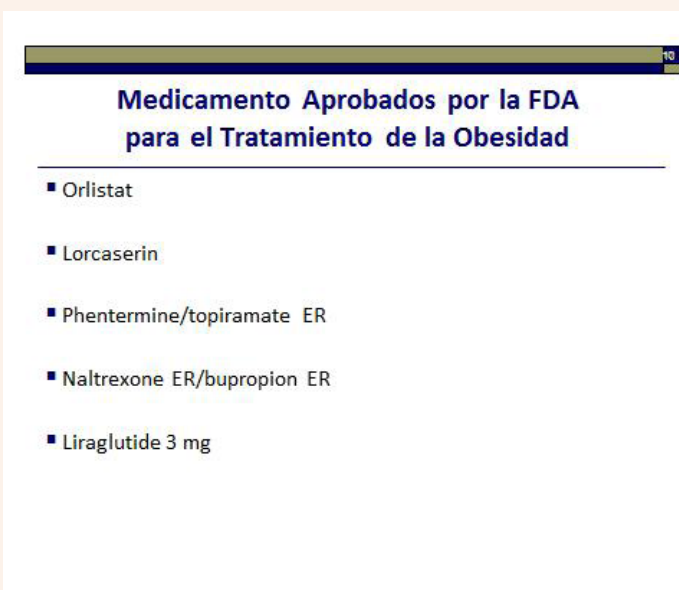 10
Medicamento Aprobados por la FDA
para el Tratamiento de la Obesidad
▪ Orlistat
▪ Lorcaserin
▪ Phentermine/topiramate ER
▪ Naltrexone ER/bupropion ER
▪ Liraglutide 3 mg